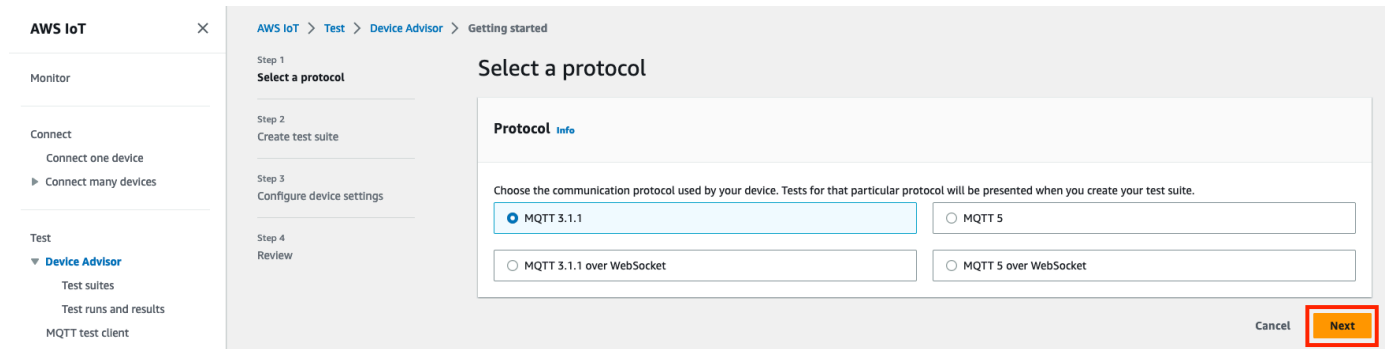 AWS IoT
Monitor
Connect
Connect one device
Connect many devices
Test
Device Advisor
Test suites
Test runs and results
MQTT test client
AWS IoT > Test > Device Advisor > Getting started
Step 1
Select a protocol
Step 2
Create test suite
Step 3
Configure device settings
Step 4
Review
Select a protocol
Protocol Info
Choose the communication protocol used by your device. Tests for that particular protocol will be presented when you create your test suite.
MQTT 3.1.1
MQTT 5
MQTT 3.1.1 over WebSocket
MQTT 5 over WebSocket
Cancel
Next